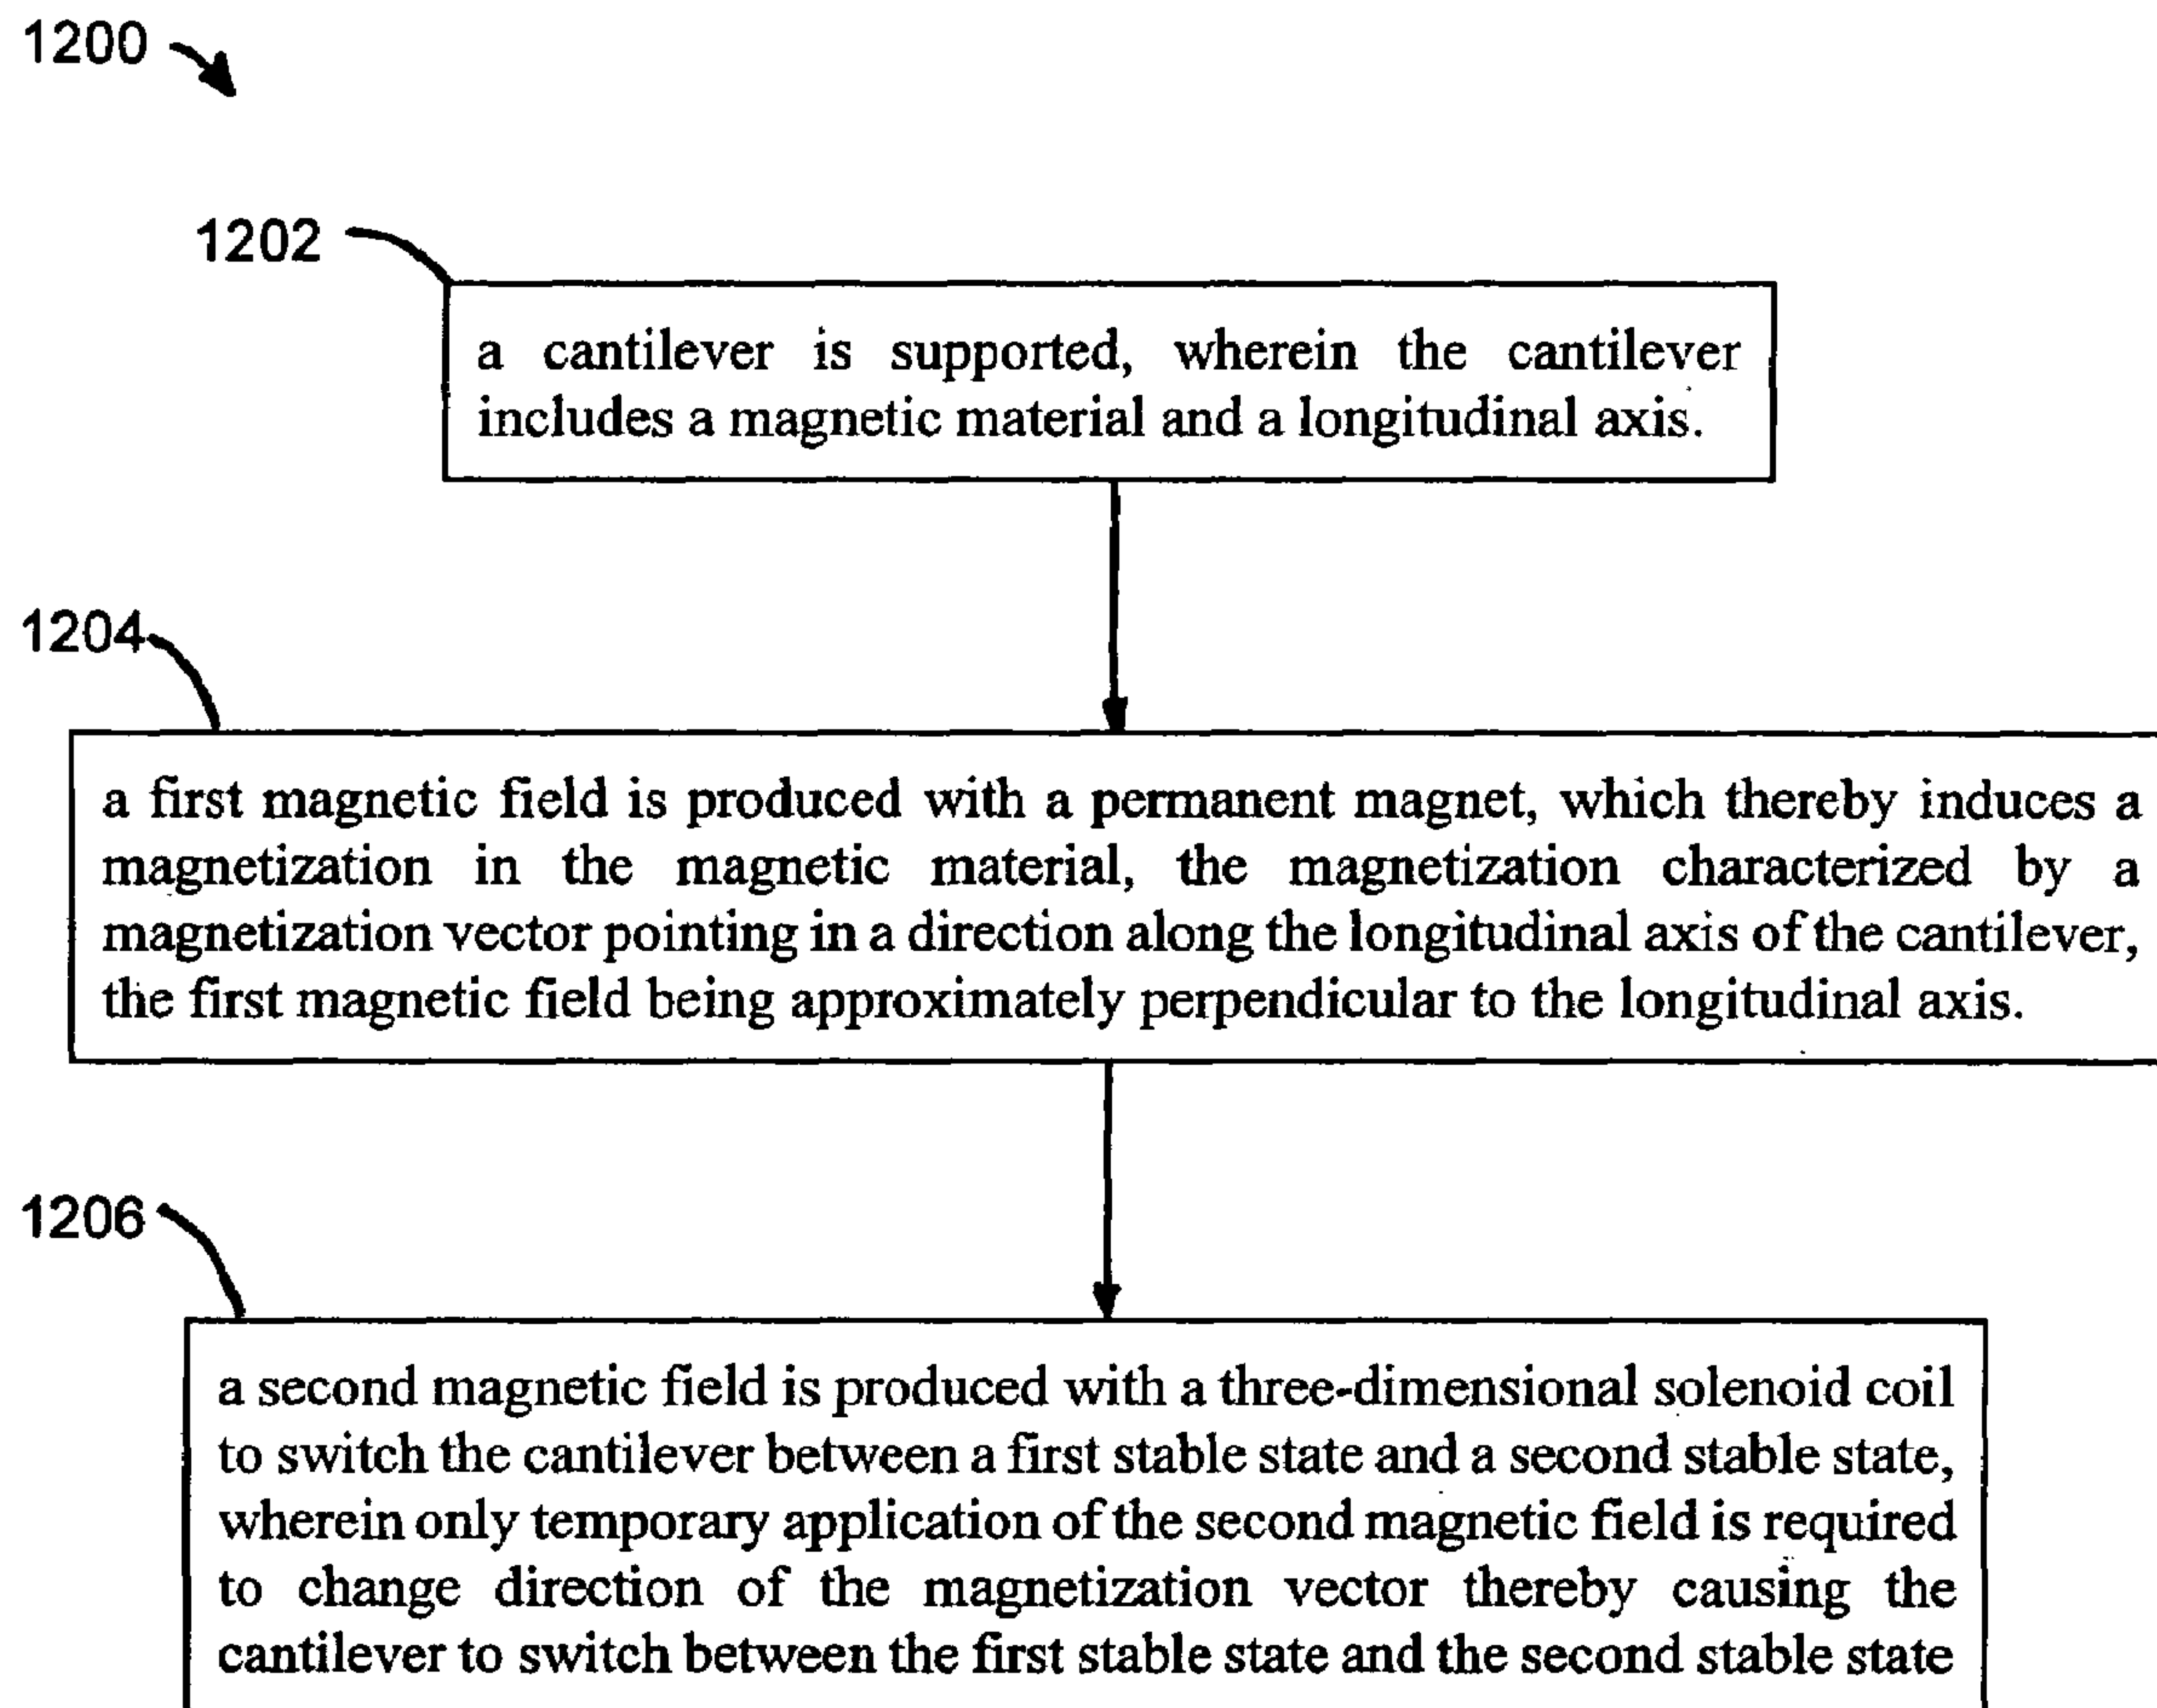 1200
1202
a cantilever is supported, wherein the cantilever
includes a magnetic material and a longitudinal axis.
1204
a first magnetic field is produced with a permanent magnet, which thereby induces a
magnetization in the magnetic material, the magnetization characterized by a
magnetization vector pointing in a direction along the longitudinal axis of the cantilever,
the first magnetic field being approximately perpendicular to the longitudinal axis.
1206
a second magnetic field is produced with a three-dimensional solenoid coil
to switch the cantilever between a first stable state and a second stable state,
wherein only temporary application of the second magnetic field is required
to change direction of the magnetization vector thereby causing the
cantilever to switch between the first stable state and the second stable state